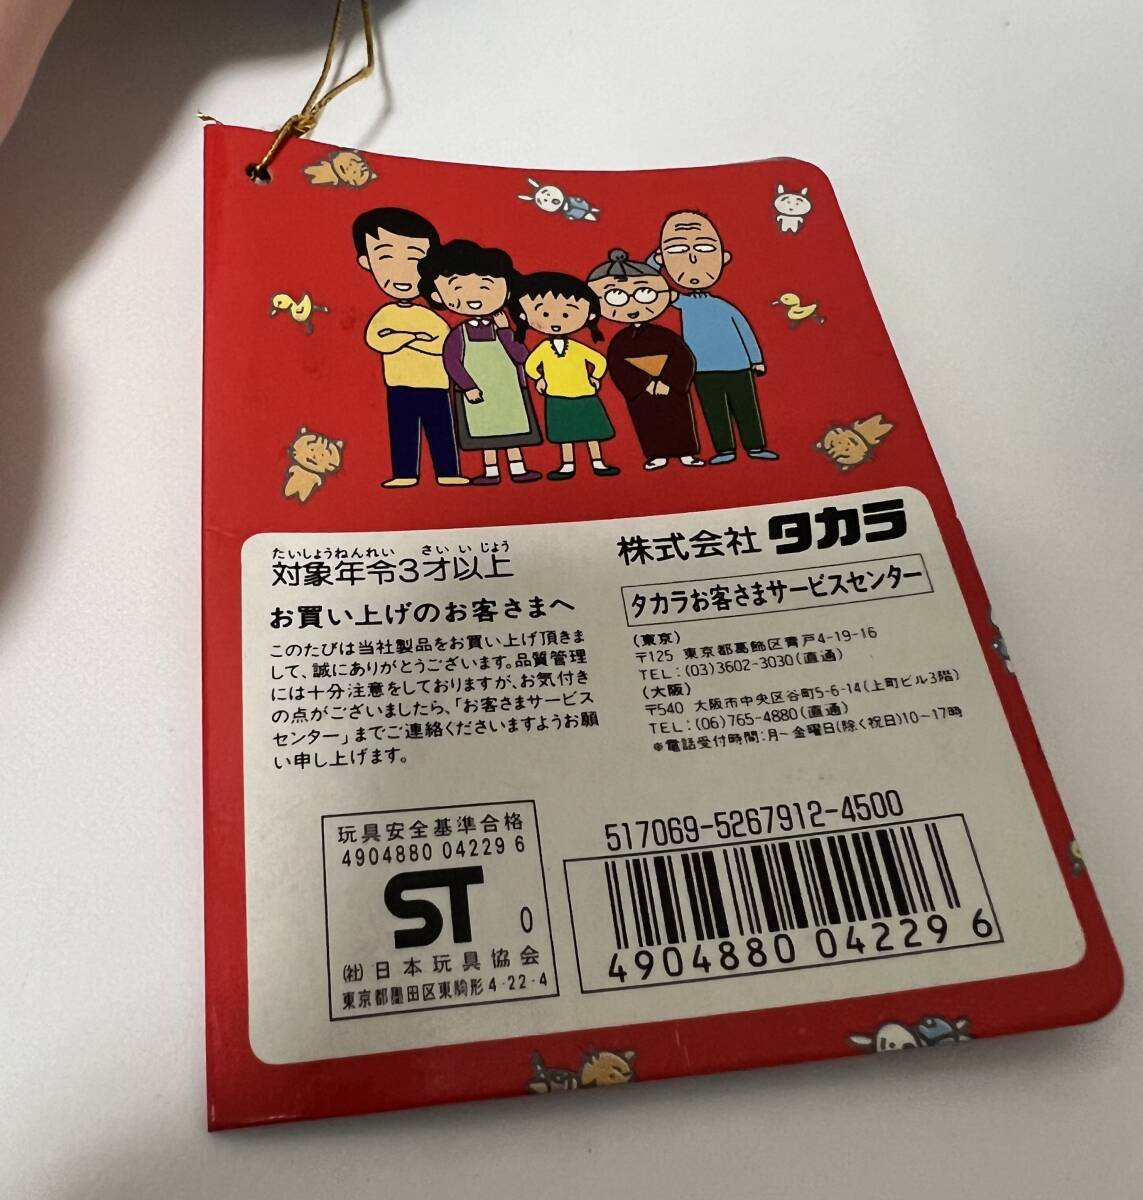 たいしょうねんれい さいいじょう
対象年令3才以上
お買い上げのお客さまへ
このたびは当社製品をお買い上げ頂きま
して、誠にありがとうございます。品質管理
には十分注意をしておりますが、お気付き
の点がございましたら、「お客さまサービス
センター」までご連絡くださいますようお願
い申し上げます。
株式会社 タカラ
タカラお客さまサービスセンター
(東京)
〒125 東京都葛飾区青戸4-19-16
TEL:(03)3602-3030(直通)
(大阪)
〒540 大阪市中央区谷町5-6-14(上町ビル3階)
TEL:(06)765-4880(直通)
※電話受付時間:月~金曜日(除く祝日)10-17時
玩具安全基準合格
4904880 04229 6
ST 0
(社)日本玩具協会
東京都墨田区東駒形4-22-4
517069-5267912-4500
4904880 04229 6